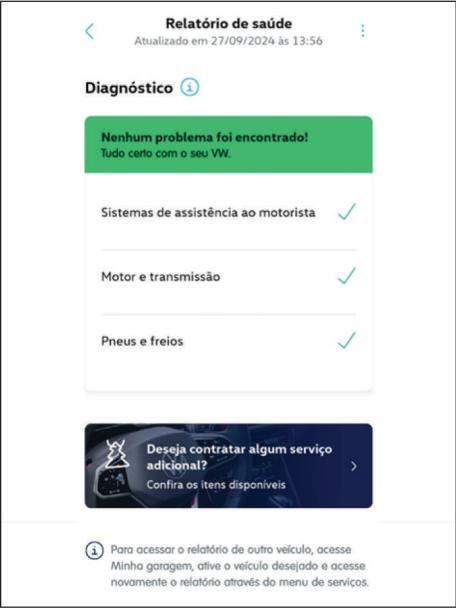 Relatório de saúde
Atualizado em 27/09/2024 às 13:56
Diagnóstico
Nenhum problema foi encontrado!
Tudo certo com o seu VW.
Sistemas de assistência ao motorista
Motor e transmissão
Pneus e freios
Deseja contratar algum serviço
adicional?
Confira os itens disponíveis
Para acessar o relatório de outro veículo, acesse
Minha garagem, ative o veículo desejado e acesse
novamente o relatório através do menu de serviços.